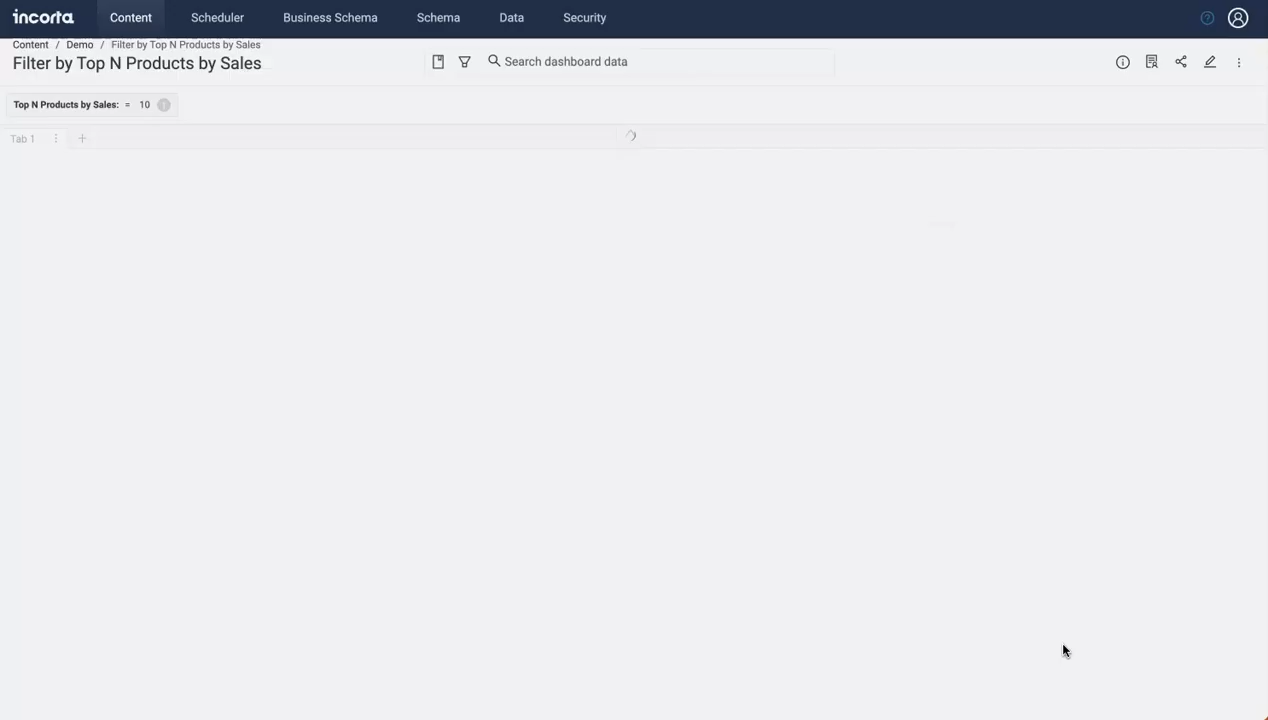 incorta Content Scheduler Business Schema Schema Data Security
Content / Demo / Filter by Top N Products by Sales
Filter by Top N Products by Sales
Search dashboard data
Top N Products by Sales: = 10
Tab 1